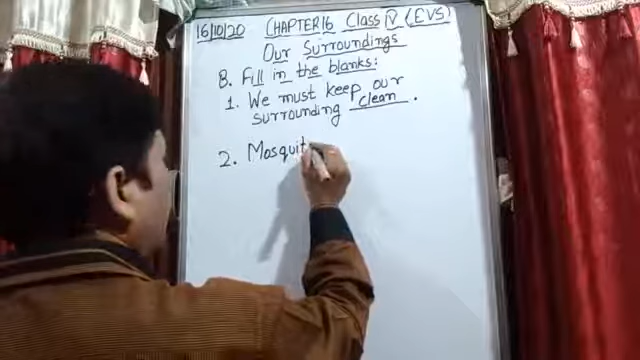 16/10/20 CHAPTER16 Class IV (EVS)
Our Surroundings
B. Fill in the blanks:
1. We must keep our
surrounding clean.
2. Mosquit